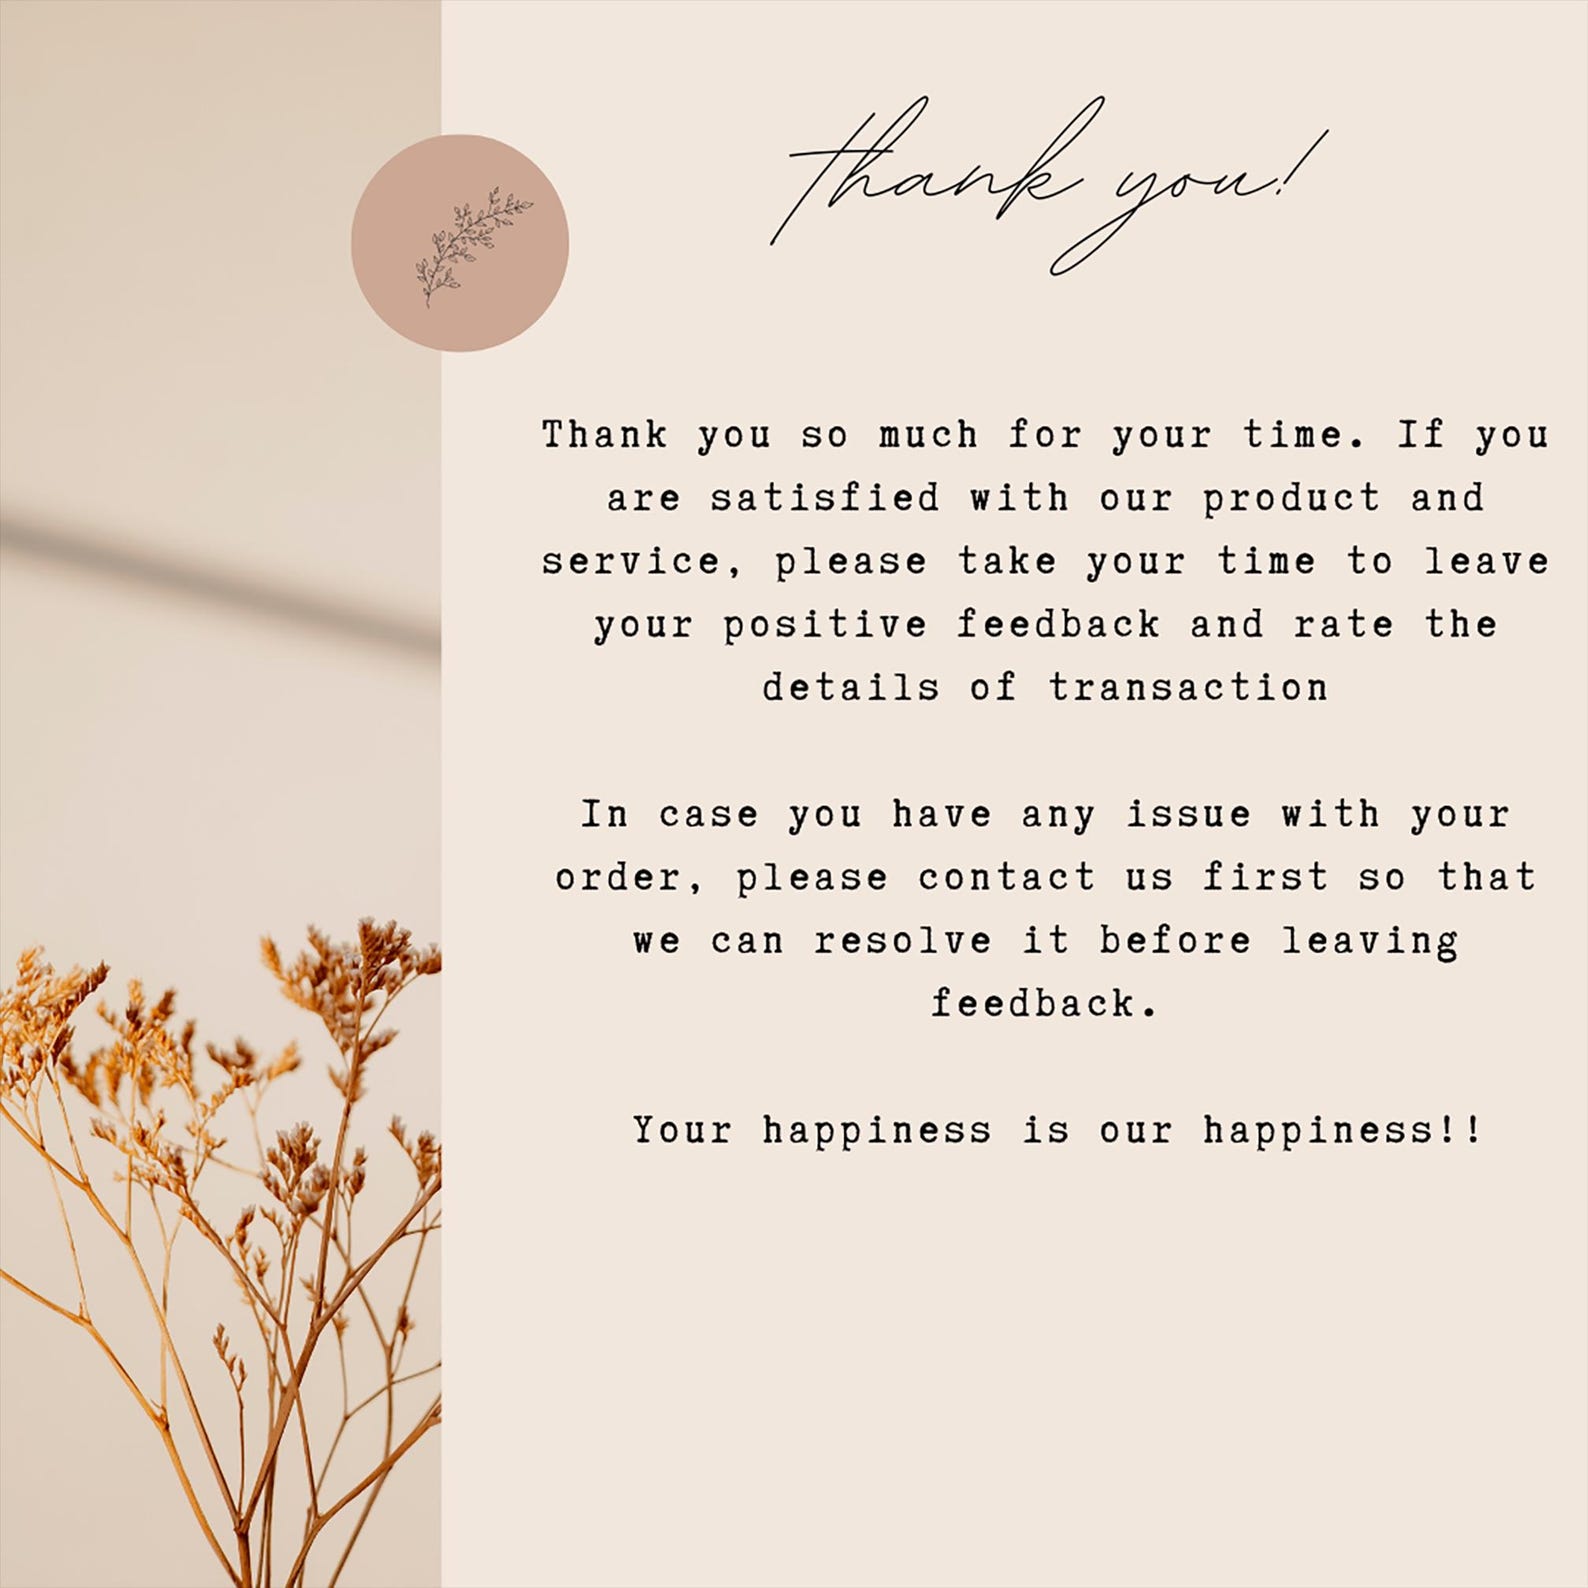 thank you!
Thank you so much for your time. If you
are satisfied with our product and
service, please take your time to leave
your positive feedback and rate the
details of transaction
In case you have any issue with your
order, please contact us first so that
we can resolve it before leaving
feedback.
Your happiness is our happiness!!